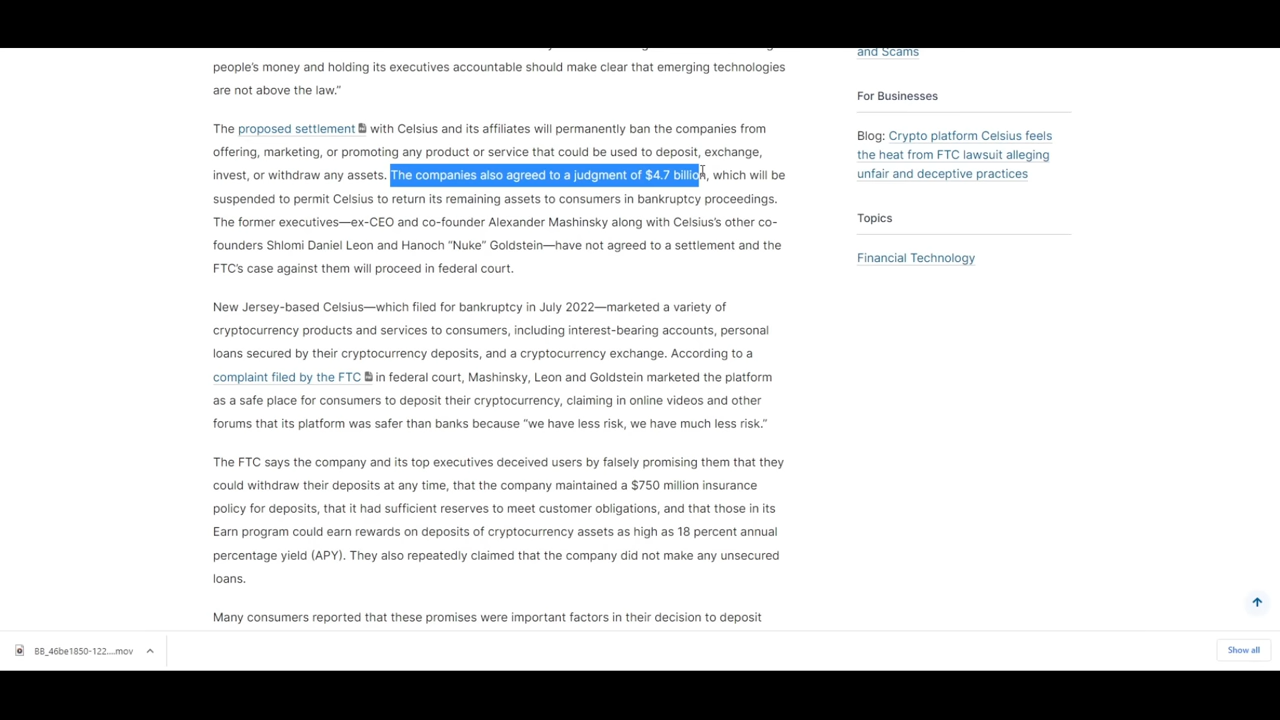 people’s money and holding its executives accountable should make clear that emerging technologies
are not above the law.”
The proposed settlement with Celsius and its affiliates will permanently ban the companies from
offering, marketing, or promoting any product or service that could be used to deposit, exchange,
invest, or withdraw any assets. The companies also agreed to a judgment of $4.7 billion, which will be
suspended to permit Celsius to return its remaining assets to consumers in bankruptcy proceedings.
The former executives—ex-CEO and co-founder Alexander Mashinsky along with Celsius’s other co-
founders Shlomi Daniel Leon and Hanoch “Nuke” Goldstein—have not agreed to a settlement and the
FTC’s case against them will proceed in federal court.
New Jersey-based Celsius—which filed for bankruptcy in July 2022—marketed a variety of
cryptocurrency products and services to consumers, including interest-bearing accounts, personal
loans secured by their cryptocurrency deposits, and a cryptocurrency exchange. According to a
complaint filed by the FTC in federal court, Mashinsky, Leon and Goldstein marketed the platform
as a safe place for consumers to deposit their cryptocurrency, claiming in online videos and other
forums that its platform was safer than banks because “we have less risk, we have much less risk.”
The FTC says the company and its top executives deceived users by falsely promising them that they
could withdraw their deposits at any time, that the company maintained a $750 million insurance
policy for deposits, that it had sufficient reserves to meet customer obligations, and that those in its
Earn program could earn rewards on deposits of cryptocurrency assets as high as 18 percent annual
percentage yield (APY). They also repeatedly claimed that the company did not make any unsecured
loans.
Many consumers reported that these promises were important factors in their decision to deposit
and Scams
For Businesses
Blog: Crypto platform Celsius feels
the heat from FTC lawsuit alleging
unfair and deceptive practices
Topics
Financial Technology
BB_46be1850-122....mov
Show all